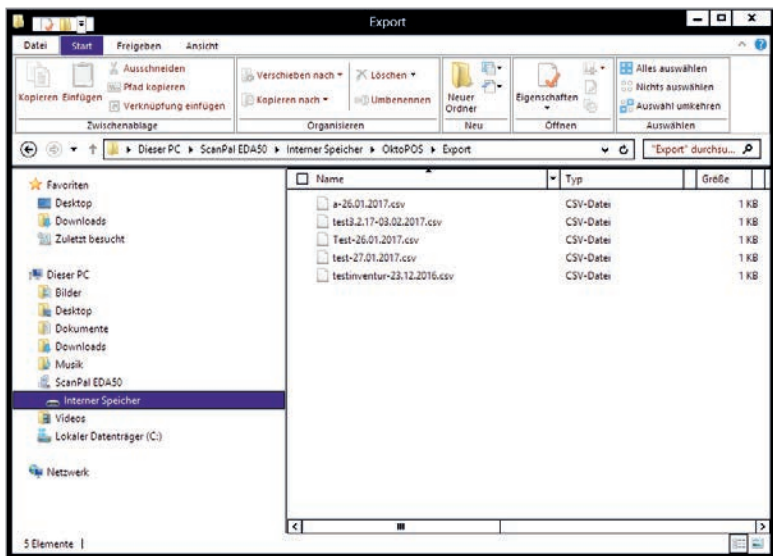 Export
Datei Start Freigeben Ansicht
Kopieren Einfügen
Ausschneiden
Pfad kopieren
Verknüpfung einfügen
Zwischenablage
Verschieben nach
Kopieren nach
Löschen
Umbenennen
Organisieren
Neuer
Ordner
Neu
Eigenschaften
Öffnen
Alles auswählen
Nichts auswählen
Auswahl umkehren
Auswählen
Dieser PC ScanPal EDA50 Interner Speicher OktoPOS Export
"Export" durchsu...
Favoriten
Desktop
Downloads
Zuletzt besucht
Dieser PC
Bilder
Desktop
Dokumente
Downloads
Musik
ScanPal EDA50
Interner Speicher
Videos
Lokaler Datenträger (C:)
Netzwerk
Name Typ Größe
a-26.01.2017.csv CSV-Datei 1 KB
test3.2.17-03.02.2017.csv CSV-Datei 1 KB
Test-26.01.2017.csv CSV-Datei 1 KB
test-27.01.2017.csv CSV-Datei 1 KB
testinventur-23.12.2016.csv CSV-Datei 1 KB
5 Elemente